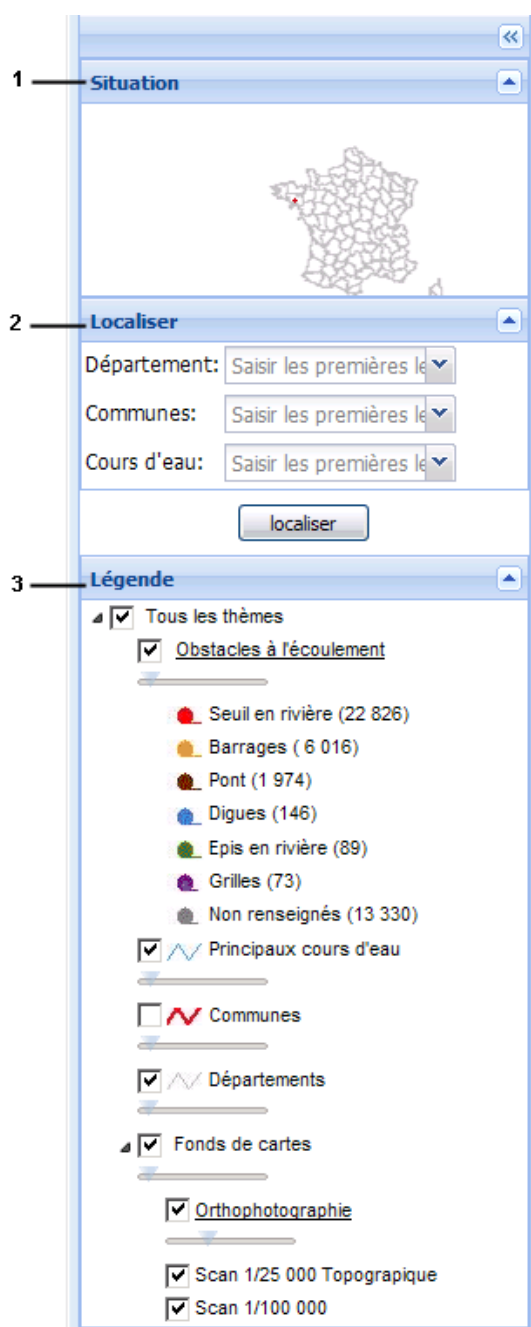 1
Situation
2
Localiser
Département: Saisir les premières le
Communes: Saisir les premières le
Cours d'eau: Saisir les premières le
localiser
3
Légende
Tous les thèmes
Obstacles à l'écoulement
Seuil en rivière (22 826)
Barrages ( 6 016)
Pont (1 974)
Digues (146)
Epis en rivière (89)
Grilles (73)
Non renseignés (13 330)
Principaux cours d'eau
Communes
Départements
Fonds de cartes
Orthophotographie
Scan 1/25 000 Topograpique
Scan 1/100 000